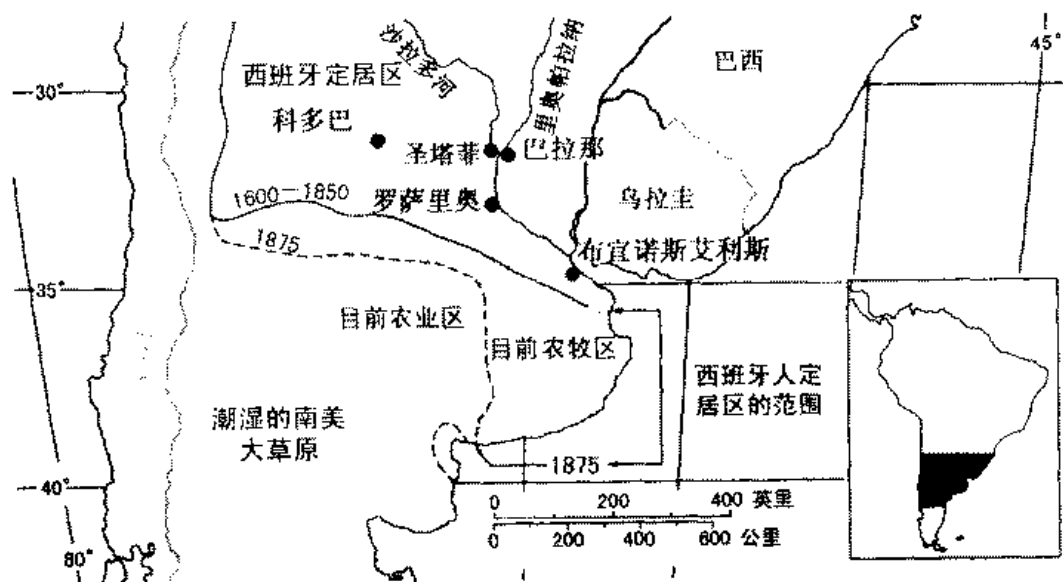 沙拉多河
里奥帕拉纳
巴西
45°
30°
西班牙定居区
科多巴
圣塔菲
巴拉那
罗萨里奥
乌拉圭
1600—1850
1875
布宜诺斯艾利斯
35°
目前农业区
目前农牧区
西班牙人定
居区的范围
潮湿的南美
大草原
1875
40°
0 200 400 英里
0 200 400 600 公里
80°